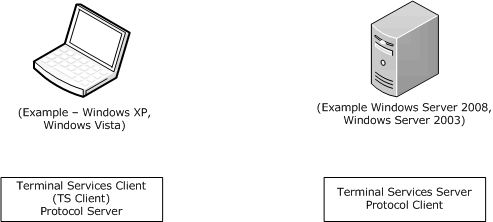 (Example – Windows XP,
Windows Vista)
(Example Windows Server 2008,
Windows Server 2003)
Terminal Services Client
(TS Client)
Protocol Server
Terminal Services Server
Protocol Client